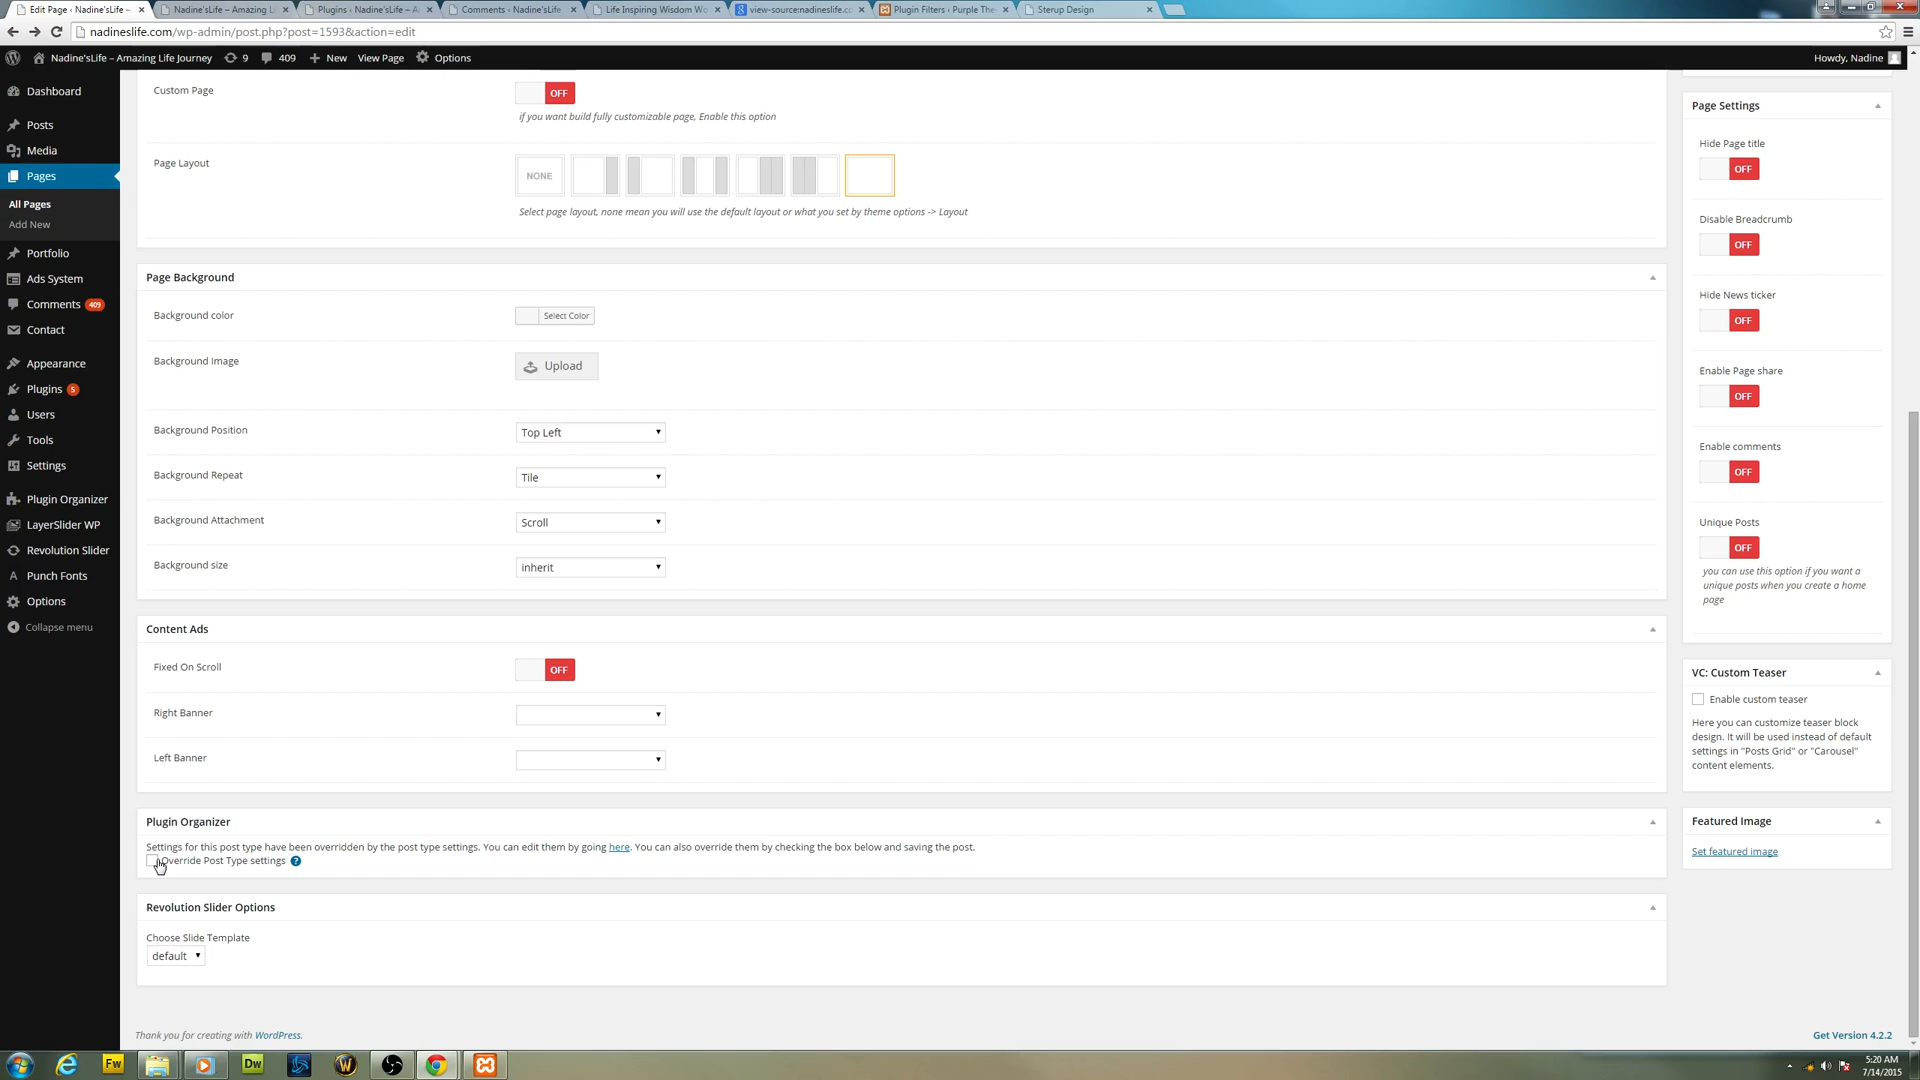 Edit Page ‹ Nadine'sLife –
Nadine'sLife – Amazing L
Plugins ‹ Nadine'sLife — A
Comments ‹ Nadine'sLife
Life Inspiring Wisdom Wo
view-source:nadineslife.co
Plugin Filters › Purple The
Sterup Design
nadineslife.com/wp-admin/post.php?post=1593&action=edit
Nadine'sLife – Amazing Life Journey
9
409
New
View Page
Options
Howdy, Nadine
Dashboard
Posts
Media
Pages
All Pages
Add New
Portfolio
Ads System
Comments 409
Contact
Appearance
Plugins 5
Users
Tools
Settings
Plugin Organizer
LayerSlider WP
Revolution Slider
Punch Fonts
Options
Collapse menu
Custom Page
OFF
if you want build fully customizable page, Enable this option
Page Layout
NONE
Select page layout, none mean you will use the default layout or what you set by theme options -> Layout
Page Background
Background color
Select Color
Background Image
Upload
Background Position
Top Left
Background Repeat
Tile
Background Attachment
Scroll
Background size
inherit
Content Ads
Fixed On Scroll
OFF
Right Banner
Left Banner
Plugin Organizer
Settings for this post type have been overridden by the post type settings. You can edit them by going here. You can also override them by checking the box below and saving the post.
Override Post Type settings
Revolution Slider Options
Choose Slide Template
default
Thank you for creating with WordPress.
Page Settings
Hide Page title
OFF
Disable Breadcrumb
OFF
Hide News ticker
OFF
Enable Page share
OFF
Enable comments
OFF
Unique Posts
OFF
you can use this option if you want a
unique posts when you create a home
page
VC: Custom Teaser
Enable custom teaser
Here you can customize teaser block
design. It will be used instead of default
settings in "Posts Grid" or "Carousel"
content elements.
Featured Image
Set featured image
Get Version 4.2.2
Fw
Dw
5:20 AM
7/14/2015